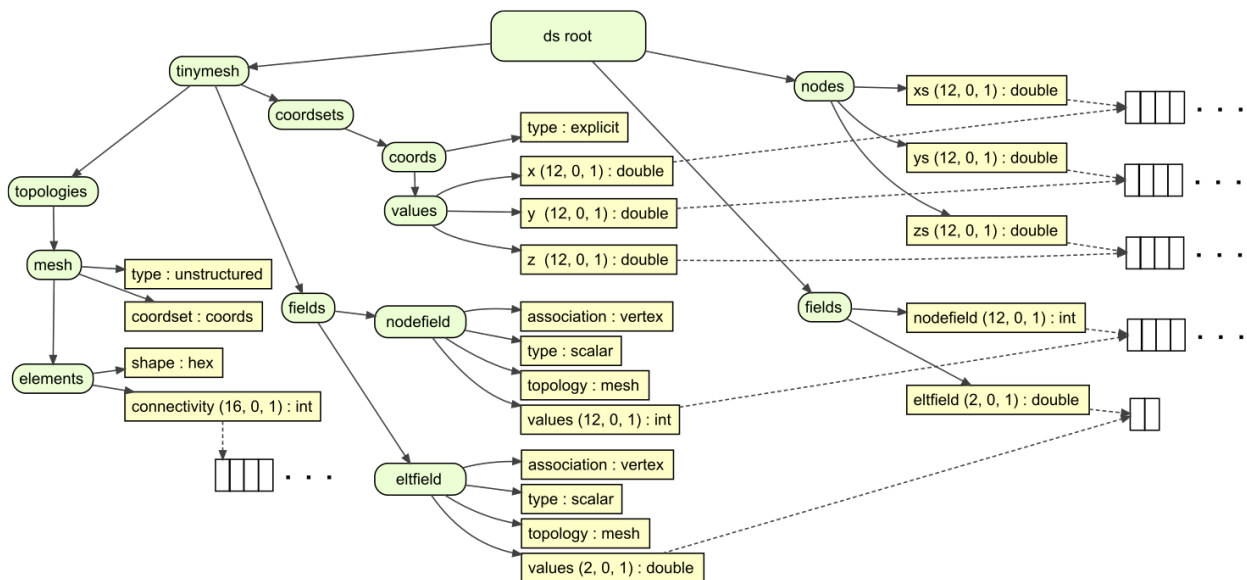 ds root
tinymesh
nodes
xs (12, 0, 1) : double
coordsets
type : explicit
coords
ys (12, 0, 1) : double
x (12, 0, 1) : double
topologies
values
y  (12, 0, 1) : double
zs (12, 0, 1) : double
z  (12, 0, 1) : double
mesh
type : unstructured
coordset : coords
fields
nodefield
association : vertex
type : scalar
topology : mesh
values (12, 0, 1) : int
fields
nodefield (12, 0, 1) : int
eltfield (2, 0, 1) : double
elements
shape : hex
connectivity (16, 0, 1) : int
eltfield
association : vertex
type : scalar
topology : mesh
values (2, 0, 1) : double